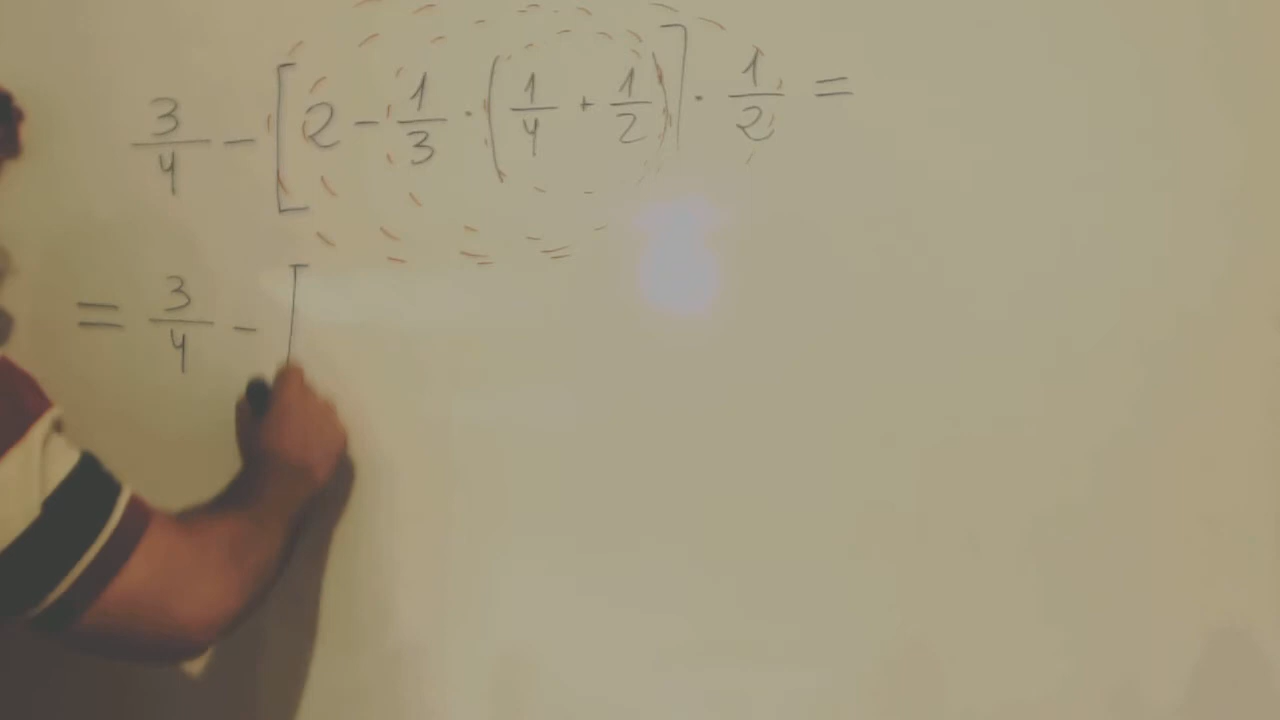 3/4 - [2 - 1/3 · (1/4 + 1/2)] · 1/2 =
= 3/4 - [